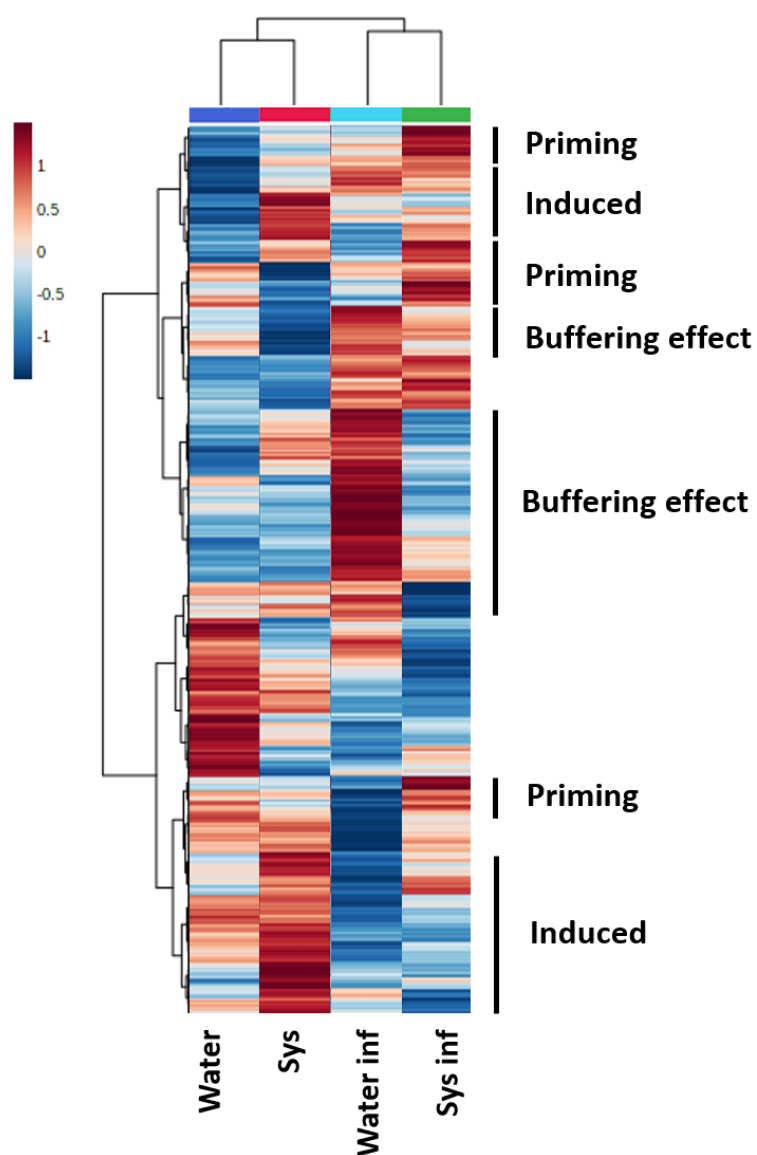 Priming
1
Induced
0.5
0
Priming
-0.5
-1
Buffering effect
Buffering effect
Priming
Induced
Water
Sys
Water inf
Sys inf